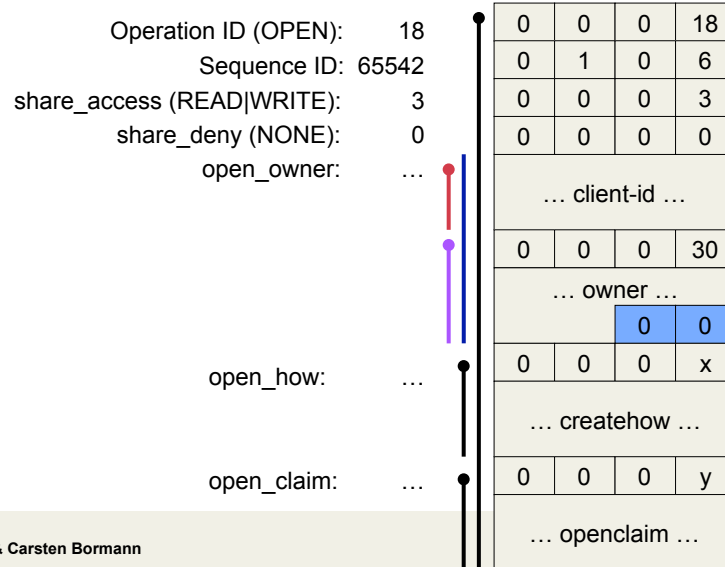 Operation ID (OPEN): 18 0 0 0 18
Sequence ID: 65542 0 1 0 6
share_access (READ|WRITE): 3 0 0 0 3
share_deny (NONE): 0 0 0 0 0
open_owner: …
… client-id …
0 0 0 30
… owner …
0 0
open_how: … 0 0 0 x
… createhow …
open_claim: … 0 0 0 y
… openclaim …
& Carsten Bormann